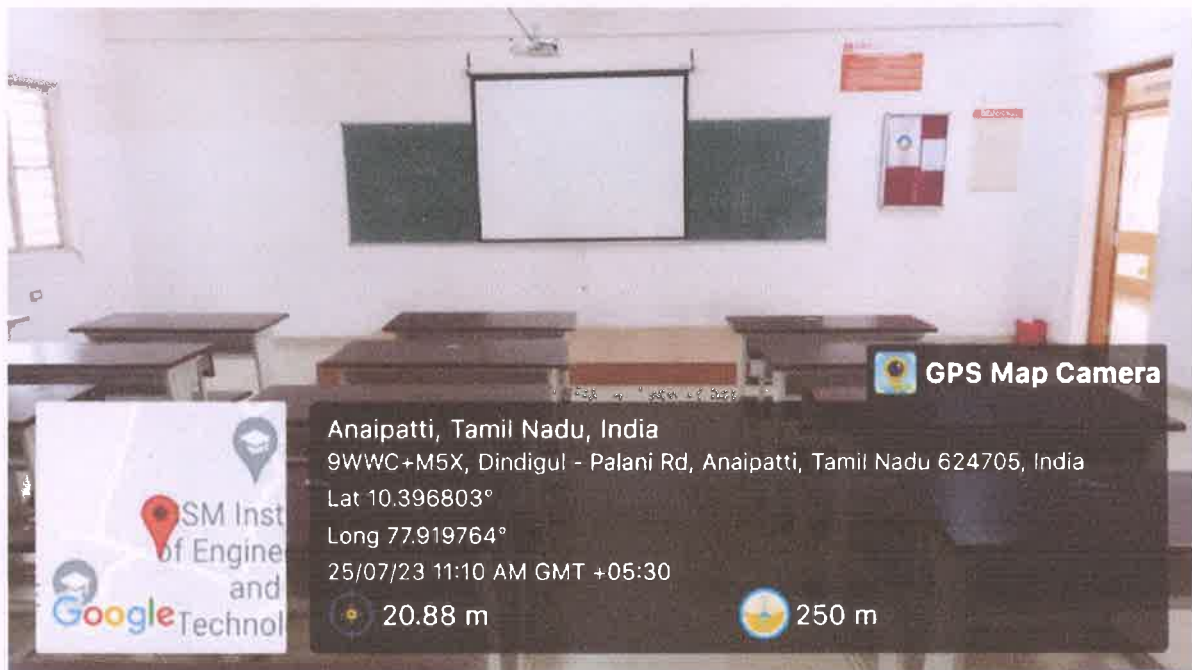 GPS Map Camera
Anaipatti, Tamil Nadu, India
9WWC+M5X, Dindigul - Palani Rd, Anaipatti, Tamil Nadu 624705, India
Lat 10.396803°
Long 77.919764°
25/07/23 11:10 AM GMT +05:30
20.88 m
250 m
SM Inst
of Engine
and
Technol
Google